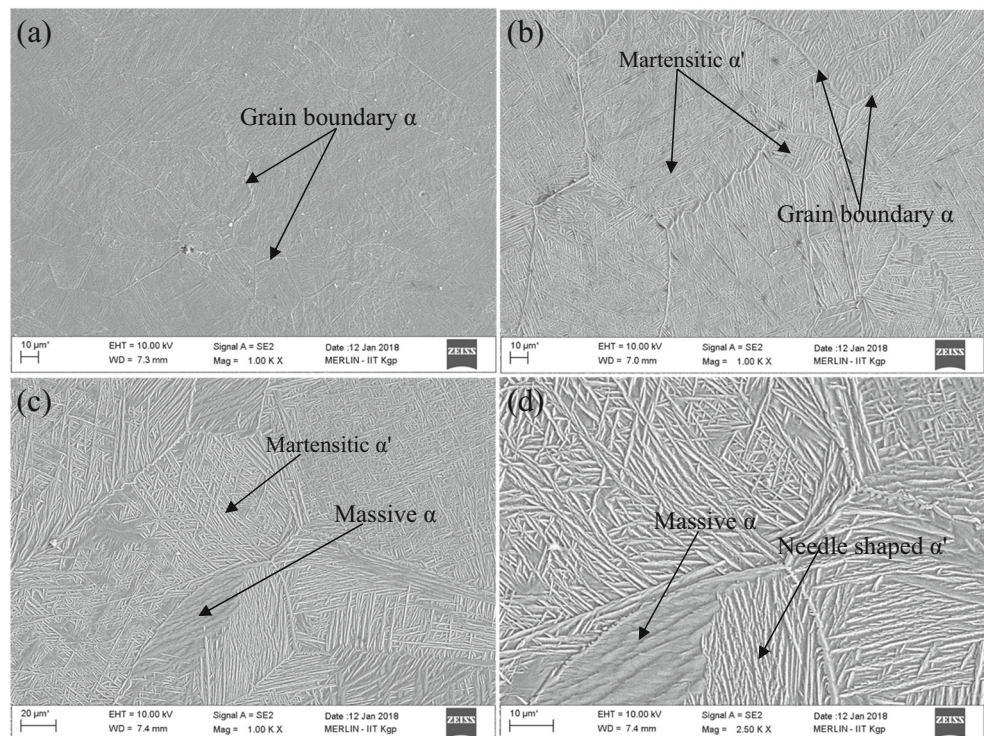 (a)
Grain boundary α
10 µm*
EHT = 10.00 kV
WD = 7.3 mm
Signal A = SE2
Mag = 1.00 K X
Date :12 Jan 2018
MERLIN - IIT Kgp
ZEISS
(b)
Martensitic α'
Grain boundary α
10 µm*
EHT = 10.00 kV
WD = 7.0 mm
Signal A = SE2
Mag = 1.00 K X
Date :12 Jan 2018
MERLIN - IIT Kgp
ZEISS
(c)
Martensitic α'
Massive α
20 µm*
EHT = 10.00 kV
WD = 7.4 mm
Signal A = SE2
Mag = 1.00 K X
Date :12 Jan 2018
MERLIN - IIT Kgp
ZEISS
(d)
Massive α
Needle shaped α'
10 µm*
EHT = 10.00 kV
WD = 7.4 mm
Signal A = SE2
Mag = 2.50 K X
Date :12 Jan 2018
MERLIN - IIT Kgp
ZEISS